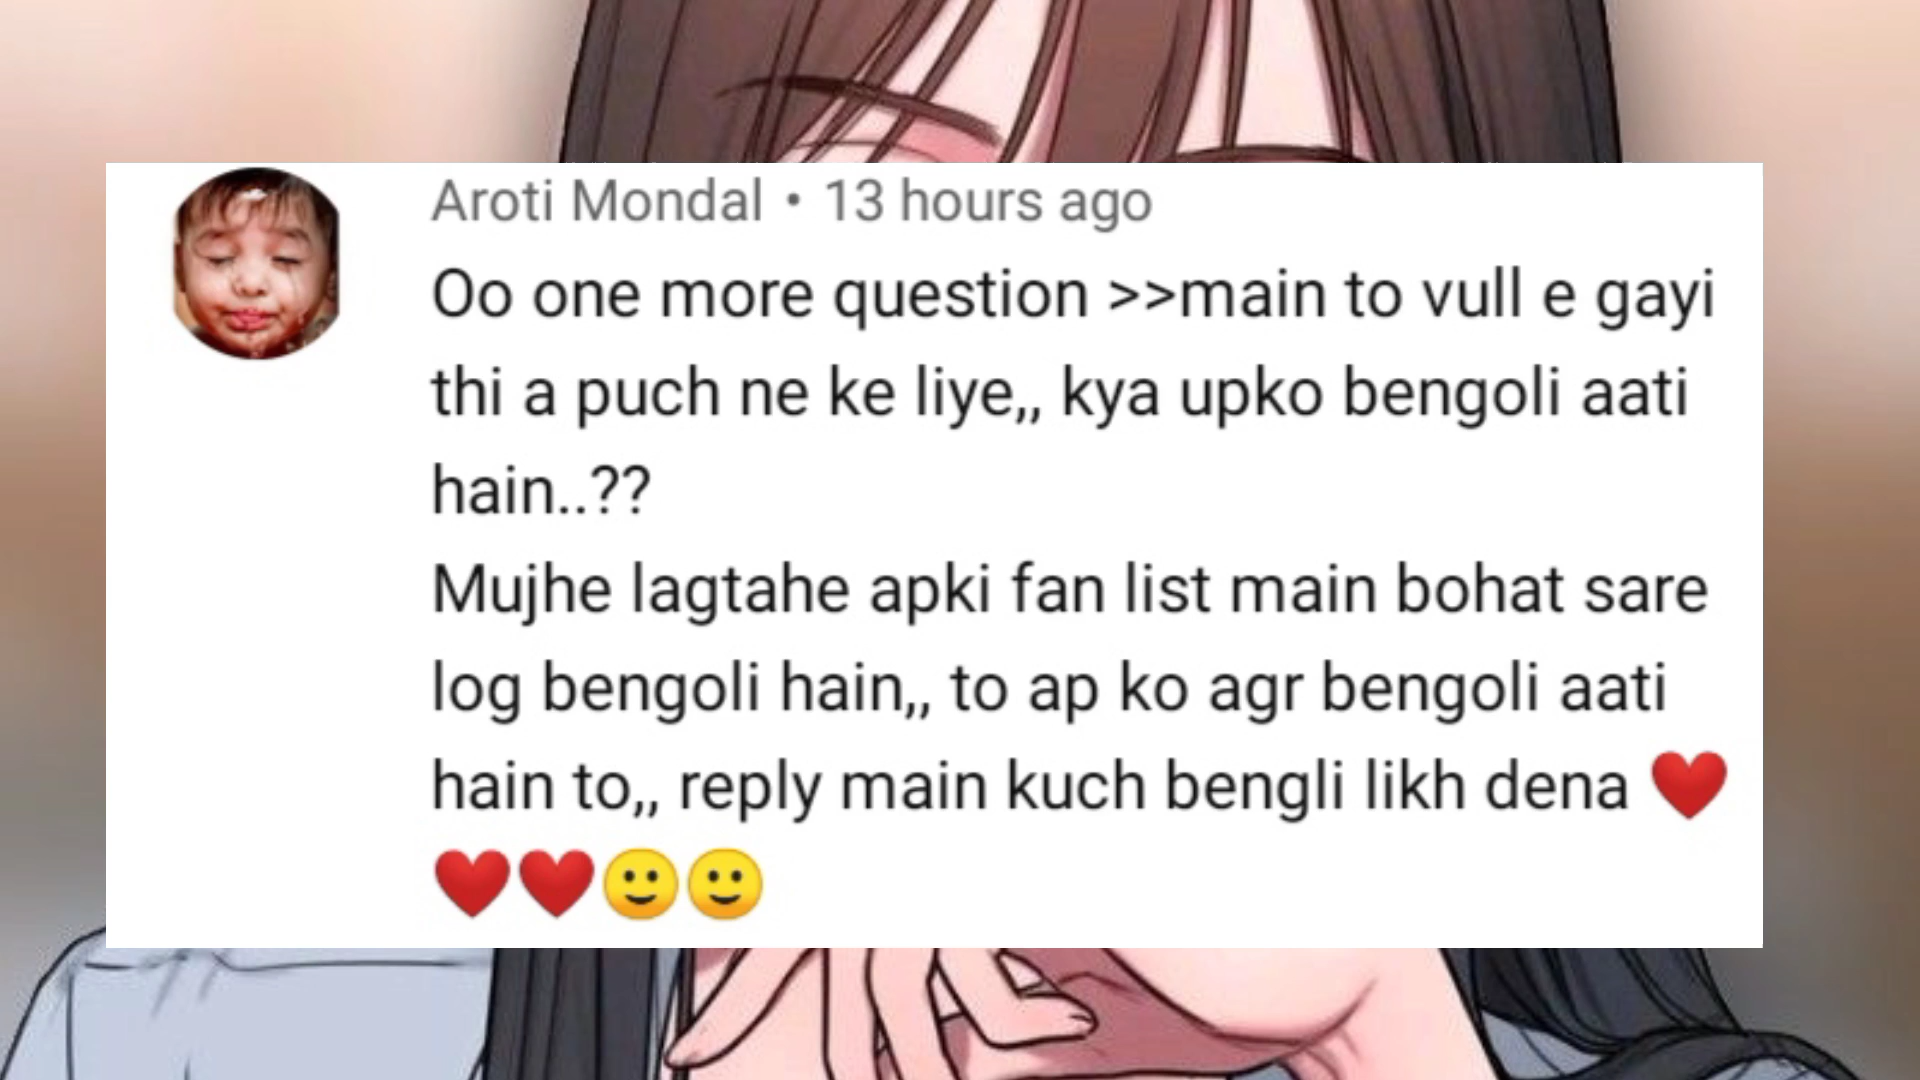 Aroti Mondal • 13 hours ago
Oo one more question >>main to vull e gayi
thi a puch ne ke liye,, kya upko bengoli aati
hain..??
Mujhe lagtahe apki fan list main bohat sare
log bengoli hain,, to ap ko agr bengoli aati
hain to,, reply main kuch bengli likh dena ❤️
❤️❤️🙂🙂